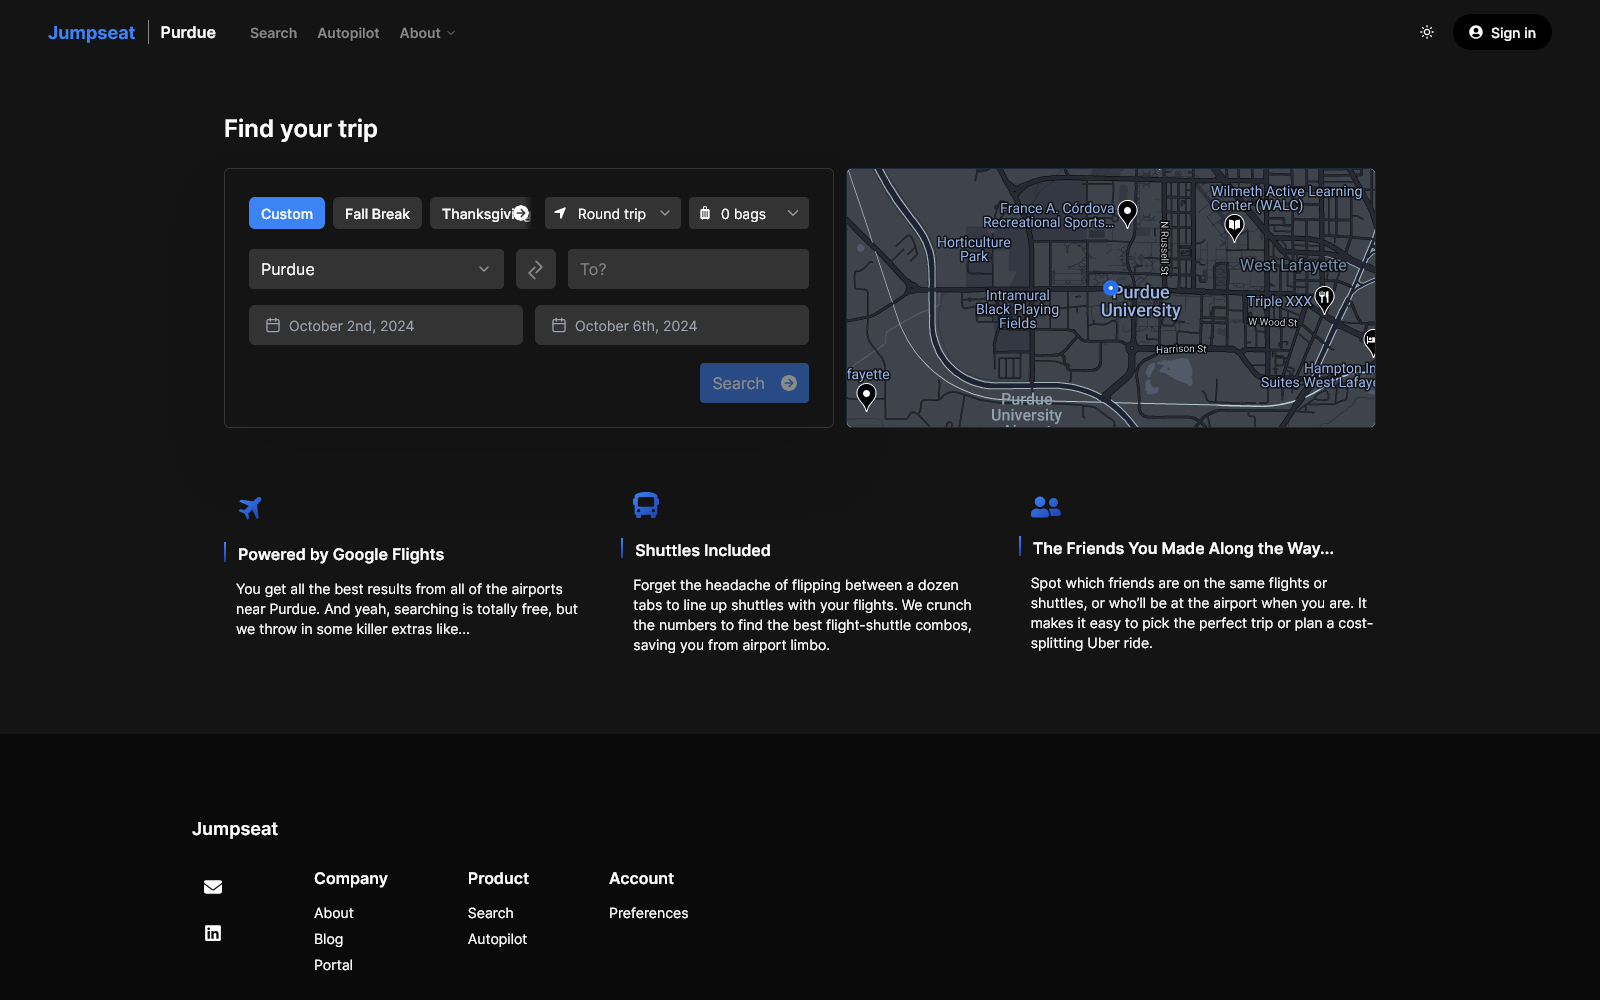 Jumpseat
Purdue
Search
Autopilot
About
Sign in
Find your trip
Custom
Fall Break
Round trip
0 bags
Purdue
To?
October 2nd, 2024
October 6th, 2024
Search
Wilmeth Active Learning
Center (WALC)
France A. Córdova
Recreational Sports...
Horticulture
Park
N Russell St
West Lafayette
Intramural
Black Playing
Fields
Purdue
University
Triple XXX
W Wood St
Harrison St
Hampton
Suites West
Purdue
University
Powered by Google Flights
You get all the best results from all of the airports
near Purdue. And yeah, searching is totally free, but
we throw in some killer extras like...
Shuttles Included
Forget the headache of flipping between a dozen
tabs to line up shuttles with your flights. We crunch
the numbers to find the best flight-shuttle combos,
saving you from airport limbo.
The Friends You Made Along the Way...
Spot which friends are on the same flights or
shuttles, or who'll be at the airport when you are. It
makes it easy to pick the perfect trip or plan a cost-
splitting Uber ride.
Jumpseat
Company
About
Blog
Portal
Product
Search
Autopilot
Account
Preferences